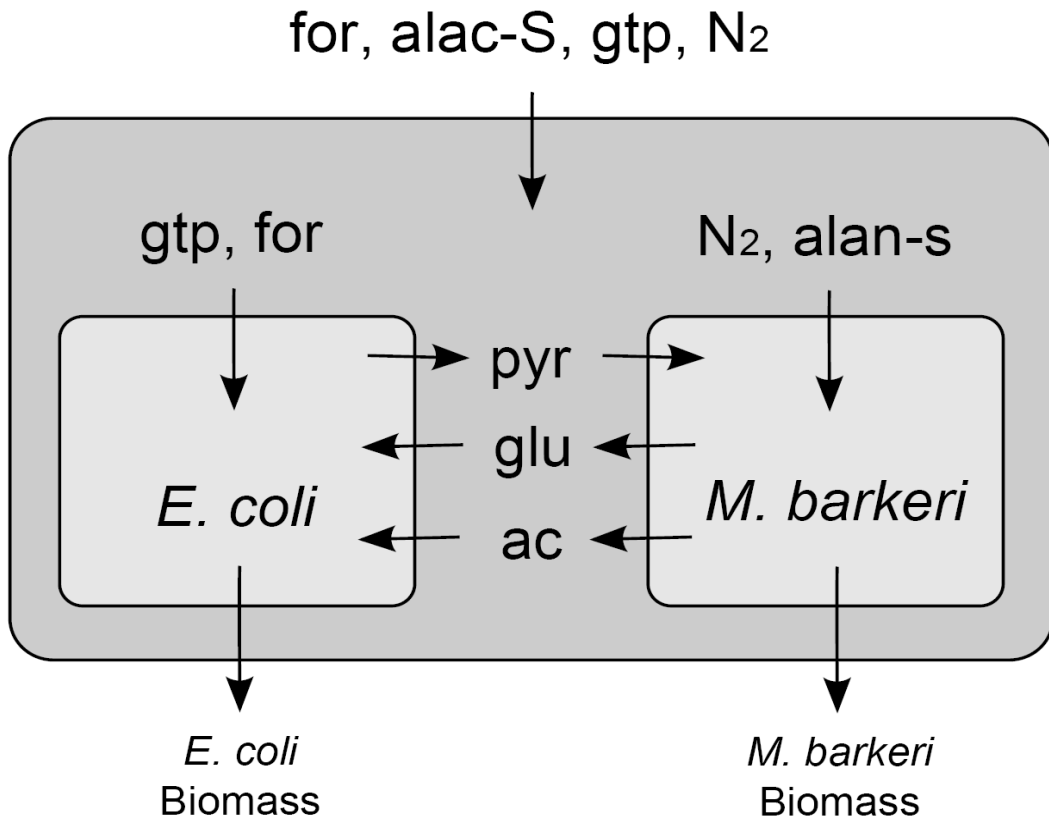 for, alac-S, gtp, N2
gtp, for
N2, alan-s
pyr
glu
ac
E. coli
M. barkeri
E. coli
Biomass
M. barkeri
Biomass